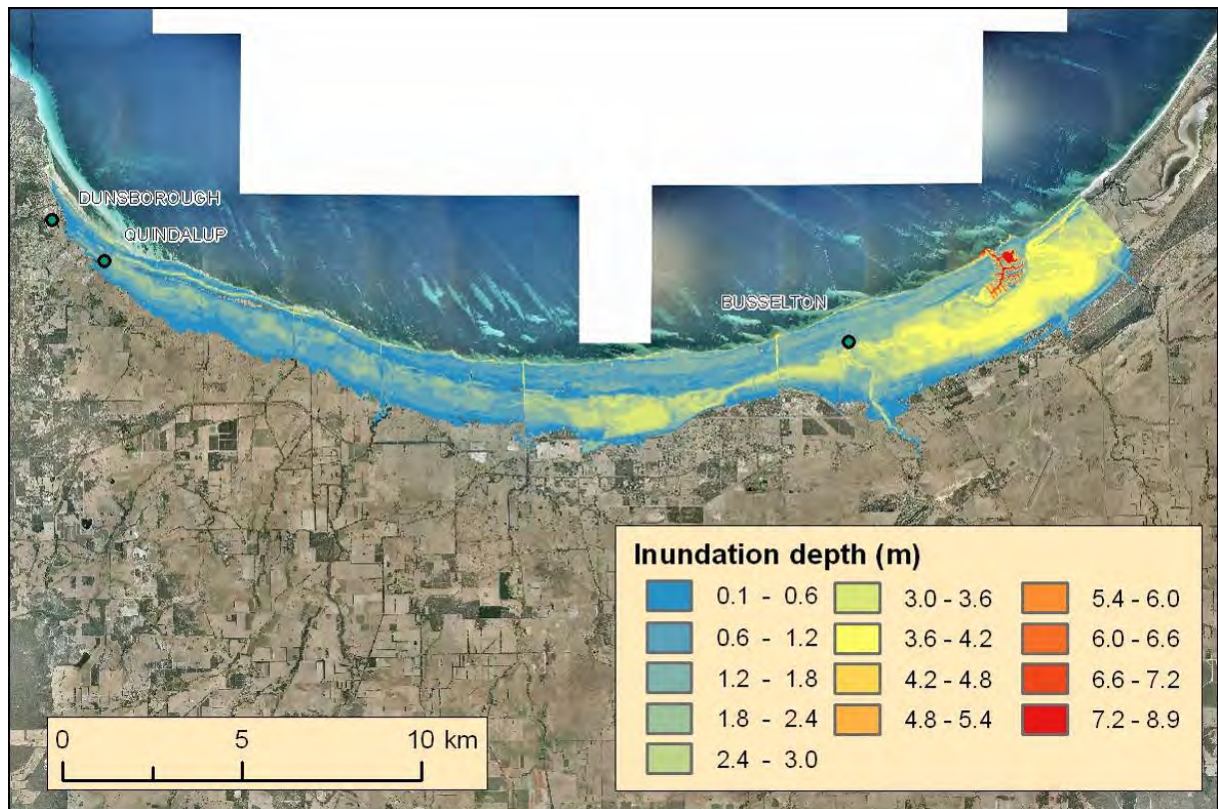 DUNSBOROUGH
QUINDALUP
BUSSELTON
Inundation depth (m)
0.1 - 0.6
0.6 - 1.2
1.2 - 1.8
1.8 - 2.4
2.4 - 3.0
3.0 - 3.6
3.6 - 4.2
4.2 - 4.8
4.8 - 5.4
5.4 - 6.0
6.0 - 6.6
6.6 - 7.2
7.2 - 8.9
0 5 10 km